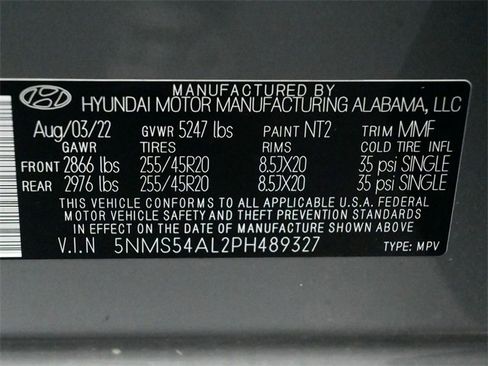 MANUFACTURED BY
HYUNDAI MOTOR MANUFACTURING ALABAMA, LLC
Aug/03/22 GVWR 5247 lbs PAINT NT2 TRIM MMF
GAWR TIRES RIMS COLD TIRE INFL
FRONT 2866 lbs 255/45R20 8.5JX20 35 psi SINGLE
REAR 2976 lbs 255/45R20 8.5JX20 35 psi SINGLE
THIS VEHICLE CONFORMS TO ALL APPLICABLE U.S.A. FEDERAL
MOTOR VEHICLE SAFETY AND THEFT PREVENTION STANDARDS
IN EFFECT ON THE DATE OF MANUFACTURE SHOWN ABOVE.
V.I.N 5NMS54AL2PH489327 TYPE: MPV